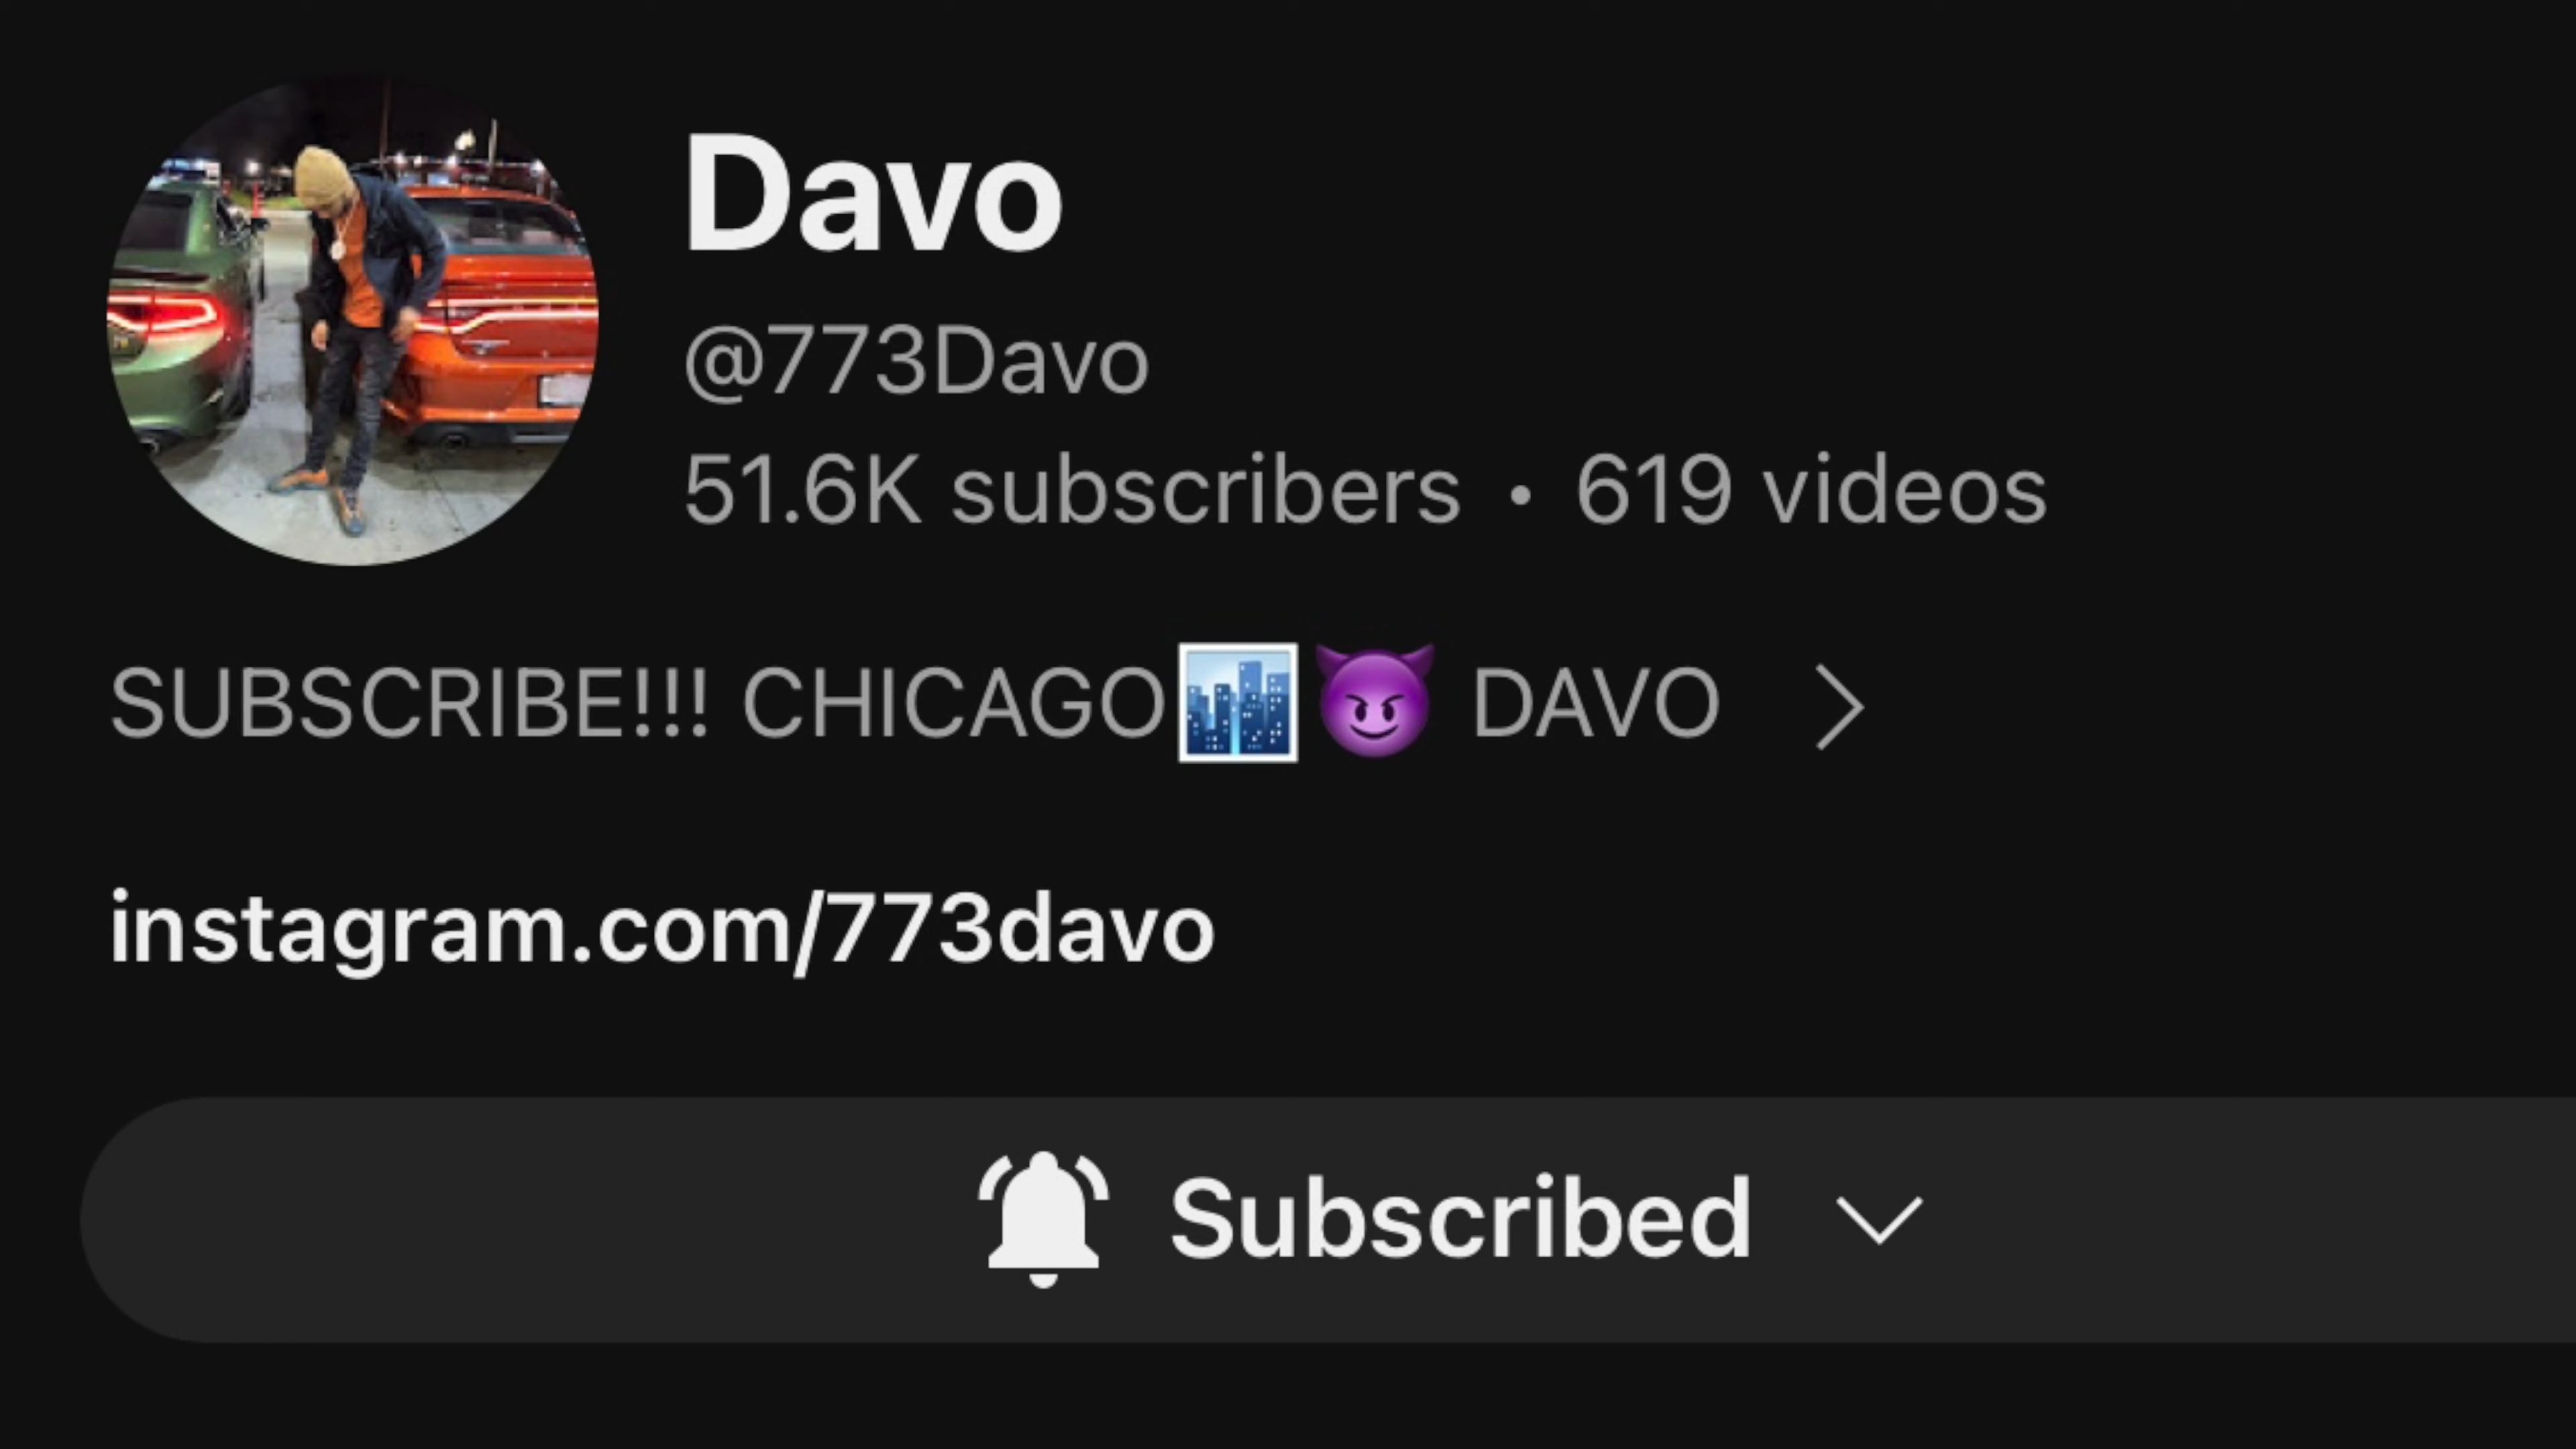 Davo
@773Davo
51.6K subscribers • 619 videos
SUBSCRIBE!!! CHICAGO🏙️😈 DAVO >
instagram.com/773davo
Subscribed